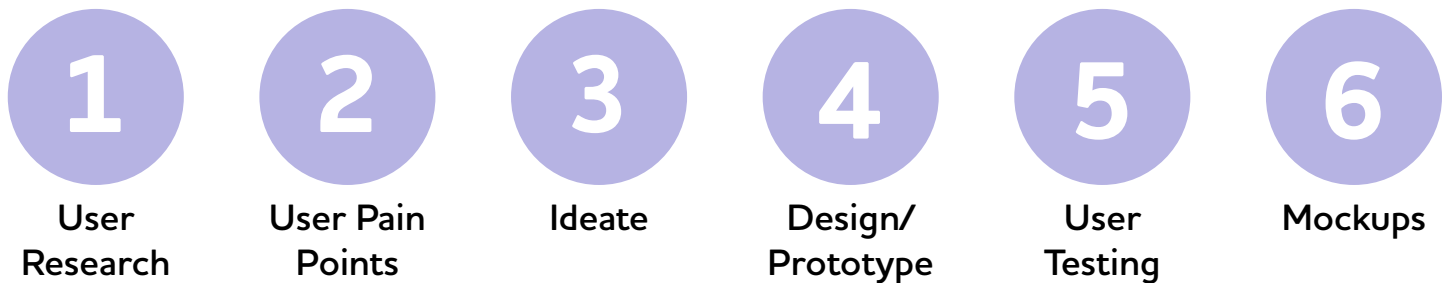 1
User
Research
2
User Pain
Points
3
Ideate
4
Design/
Prototype
5
User
Testing
6
Mockups